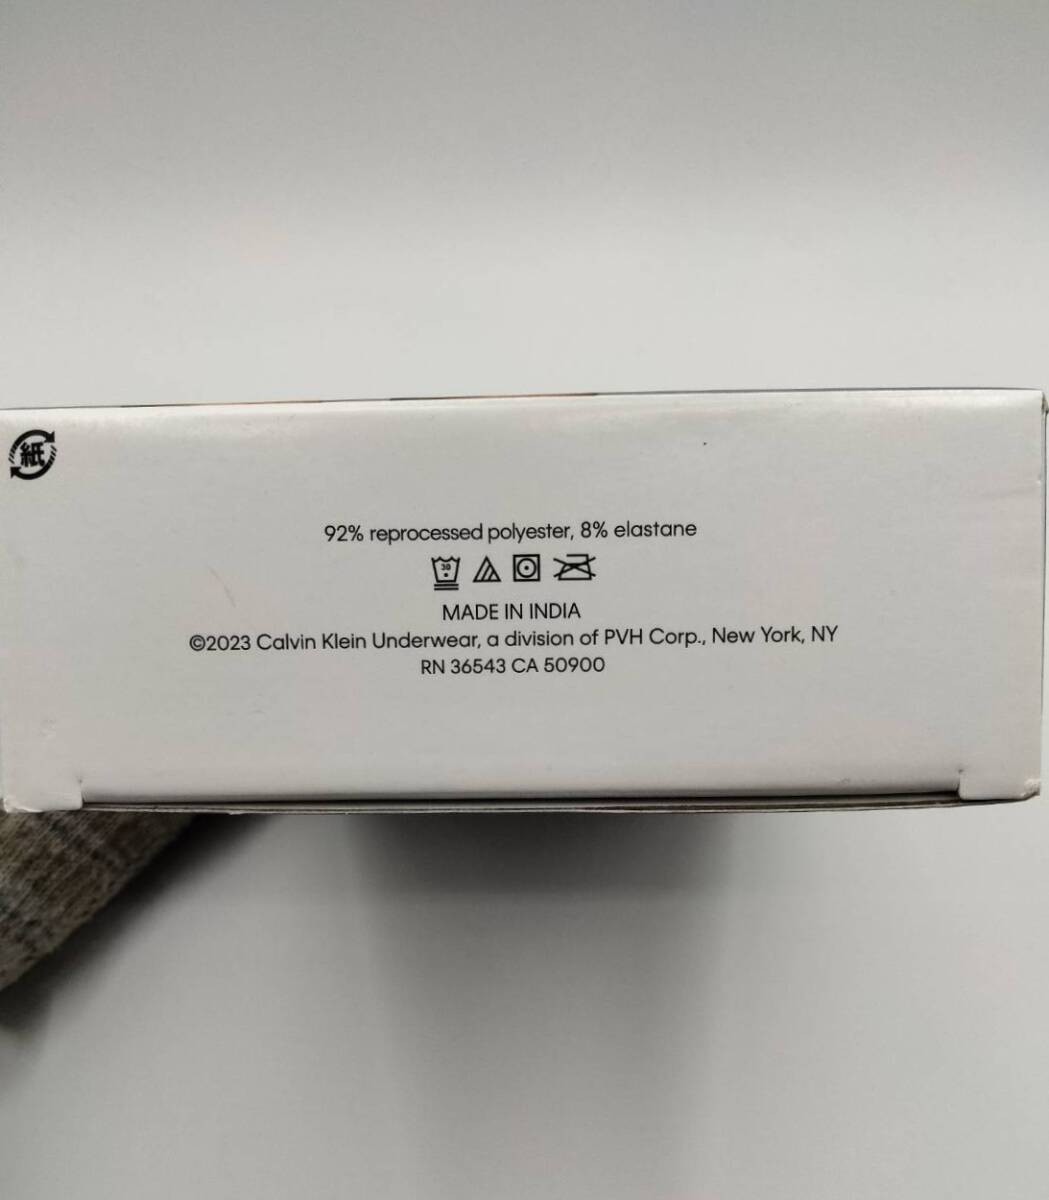 紙
92% reprocessed polyester, 8% elastane
30
MADE IN INDIA
©2023 Calvin Klein Underwear, a division of PVH Corp., New York, NY
RN 36543 CA 50900